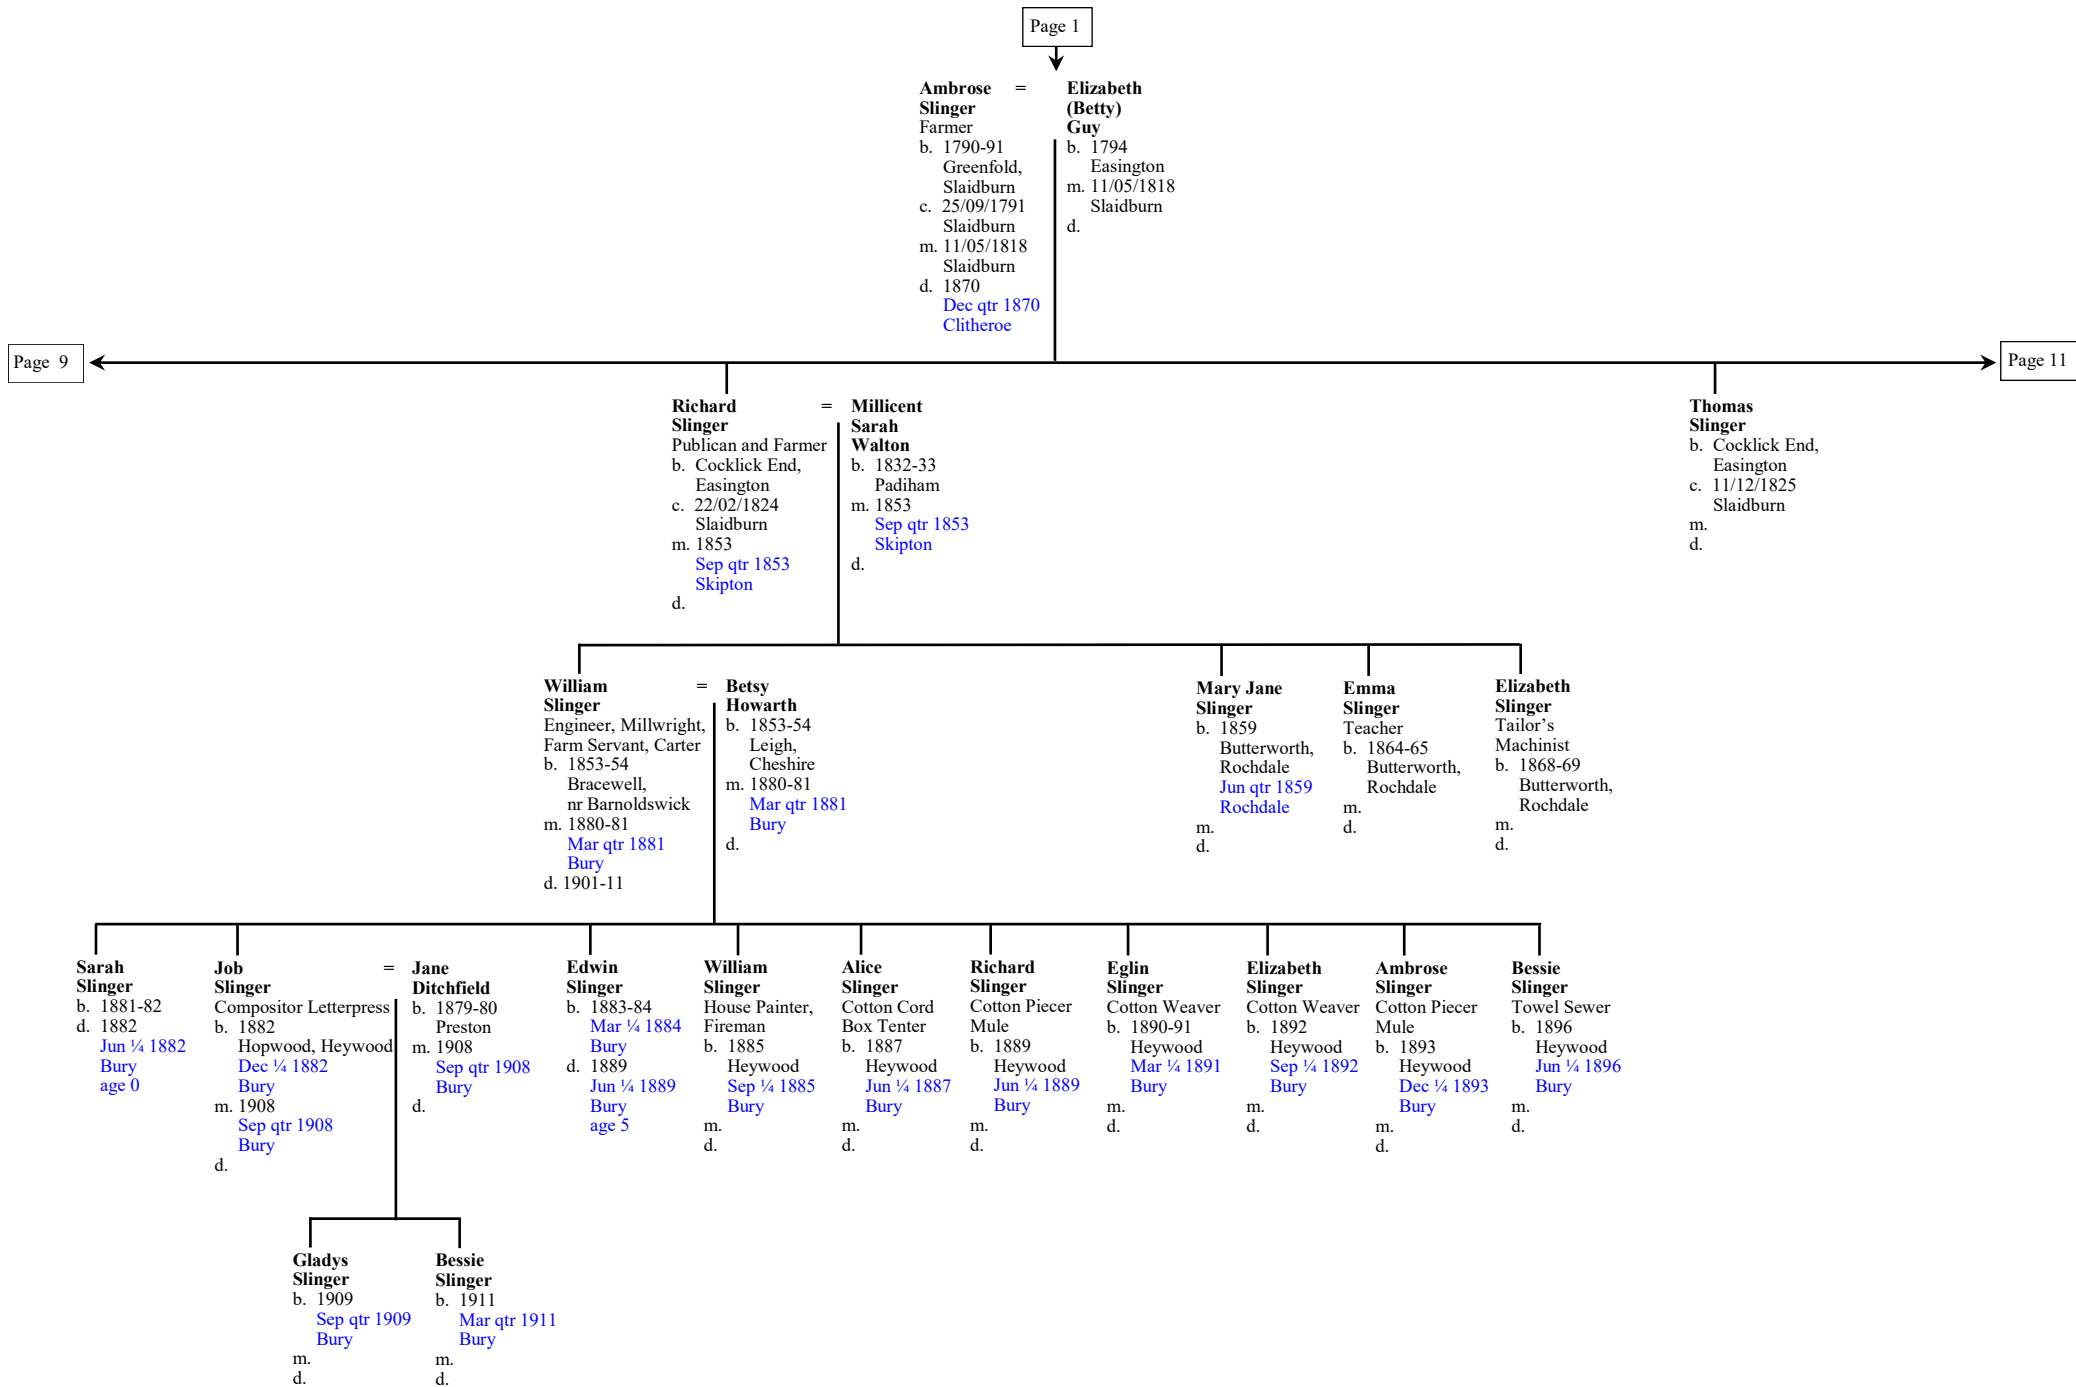 Page 1
Ambrose =
Slinger
Farmer
b. 1790-91
Greenfold,
Slaidburn
c. 25/09/1791
Slaidburn
m. 11/05/1818
Slaidburn
d. 1870
Dec qtr 1870
Clitheroe
Elizabeth
(Betty)
Guy
b. 1794
Easington
m. 11/05/1818
Slaidburn
d.
Page 9
Page 11
Richard =
Slinger
Publican and Farmer
b. Cocklick End,
Easington
c. 22/02/1824
Slaidburn
m. 1853
Sep qtr 1853
Skipton
d.
Millicent
Sarah
Walton
b. 1832-33
Padiham
m. 1853
Sep qtr 1853
Skipton
d.
Thomas
Slinger
b. Cocklick End,
Easington
c. 11/12/1825
Slaidburn
m.
d.
William =
Slinger
Engineer, Millwright,
Farm Servant, Carter
b. 1853-54
Bracewell,
nr Barnoldswick
m. 1880-81
Mar qtr 1881
Bury
d. 1901-11
Betsy
Howarth
b. 1853-54
Leigh,
Cheshire
m. 1880-81
Mar qtr 1881
Bury
d.
Mary Jane
Slinger
b. 1859
Butterworth,
Rochdale
Jun qtr 1859
Rochdale
m.
d.
Emma
Slinger
Teacher
b. 1864-65
Butterworth,
Rochdale
m.
d.
Elizabeth
Slinger
Tailor’s
Machinist
b. 1868-69
Butterworth,
Rochdale
m.
d.
Sarah
Slinger
b. 1881-82
d. 1882
Jun ¼ 1882
Bury
age 0
Job =
Slinger
Compositor Letterpress
b. 1882
Hopwood, Heywood
Dec ¼ 1882
Bury
m. 1908
Sep qtr 1908
Bury
d.
Jane
Ditchfield
b. 1879-80
Preston
m. 1908
Sep qtr 1908
Bury
d.
Edwin
Slinger
b. 1883-84
Mar ¼ 1884
Bury
d. 1889
Jun ¼ 1889
Bury
age 5
William
Slinger
House Painter,
Fireman
b. 1885
Heywood
Sep ¼ 1885
Bury
m.
d.
Alice
Slinger
Cotton Cord
Box Tenter
b. 1887
Heywood
Jun ¼ 1887
Bury
m.
d.
Richard
Slinger
Cotton Piecer
Mule
b. 1889
Heywood
Jun ¼ 1889
Bury
m.
d.
Eglin
Slinger
Cotton Weaver
b. 1890-91
Heywood
Mar ¼ 1891
Bury
m.
d.
Elizabeth
Slinger
Cotton Weaver
b. 1892
Heywood
Sep ¼ 1892
Bury
m.
d.
Ambrose
Slinger
Cotton Piecer
Mule
b. 1893
Heywood
Dec ¼ 1893
Bury
m.
d.
Bessie
Slinger
Towel Sewer
b. 1896
Heywood
Jun ¼ 1896
Bury
m.
d.
Gladys
Slinger
b. 1909
Sep qtr 1909
Bury
m.
d.
Bessie
Slinger
b. 1911
Mar qtr 1911
Bury
m.
d.